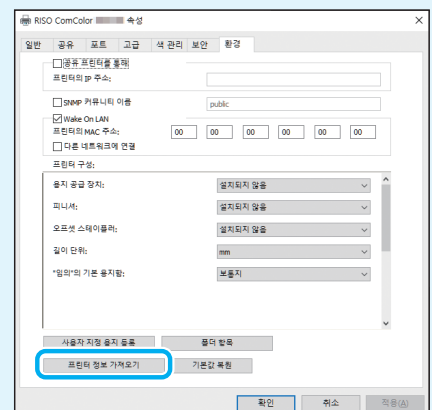 RISO ComColor 속성
일반 공유 포트 고급 색 관리 보안 환경
공유 프린터를 통해
프린터의 IP 주소:
SNMP 커뮤니티 이름 public
Wake On LAN
프린터의 MAC 주소: 00 00 00 00 00 00
다른 네트워크에 연결
프린터 구성:
용지 공급 장치: 설치되지 않음
피니셔: 설치되지 않음
오프셋 스테이플러: 설치되지 않음
길이 단위: mm
"임의"의 기본 용지함: 보통지
사용자 지정 용지 등록 폴더 항목
프린터 정보 가져오기 기본값 복원
확인 취소 적용(A)